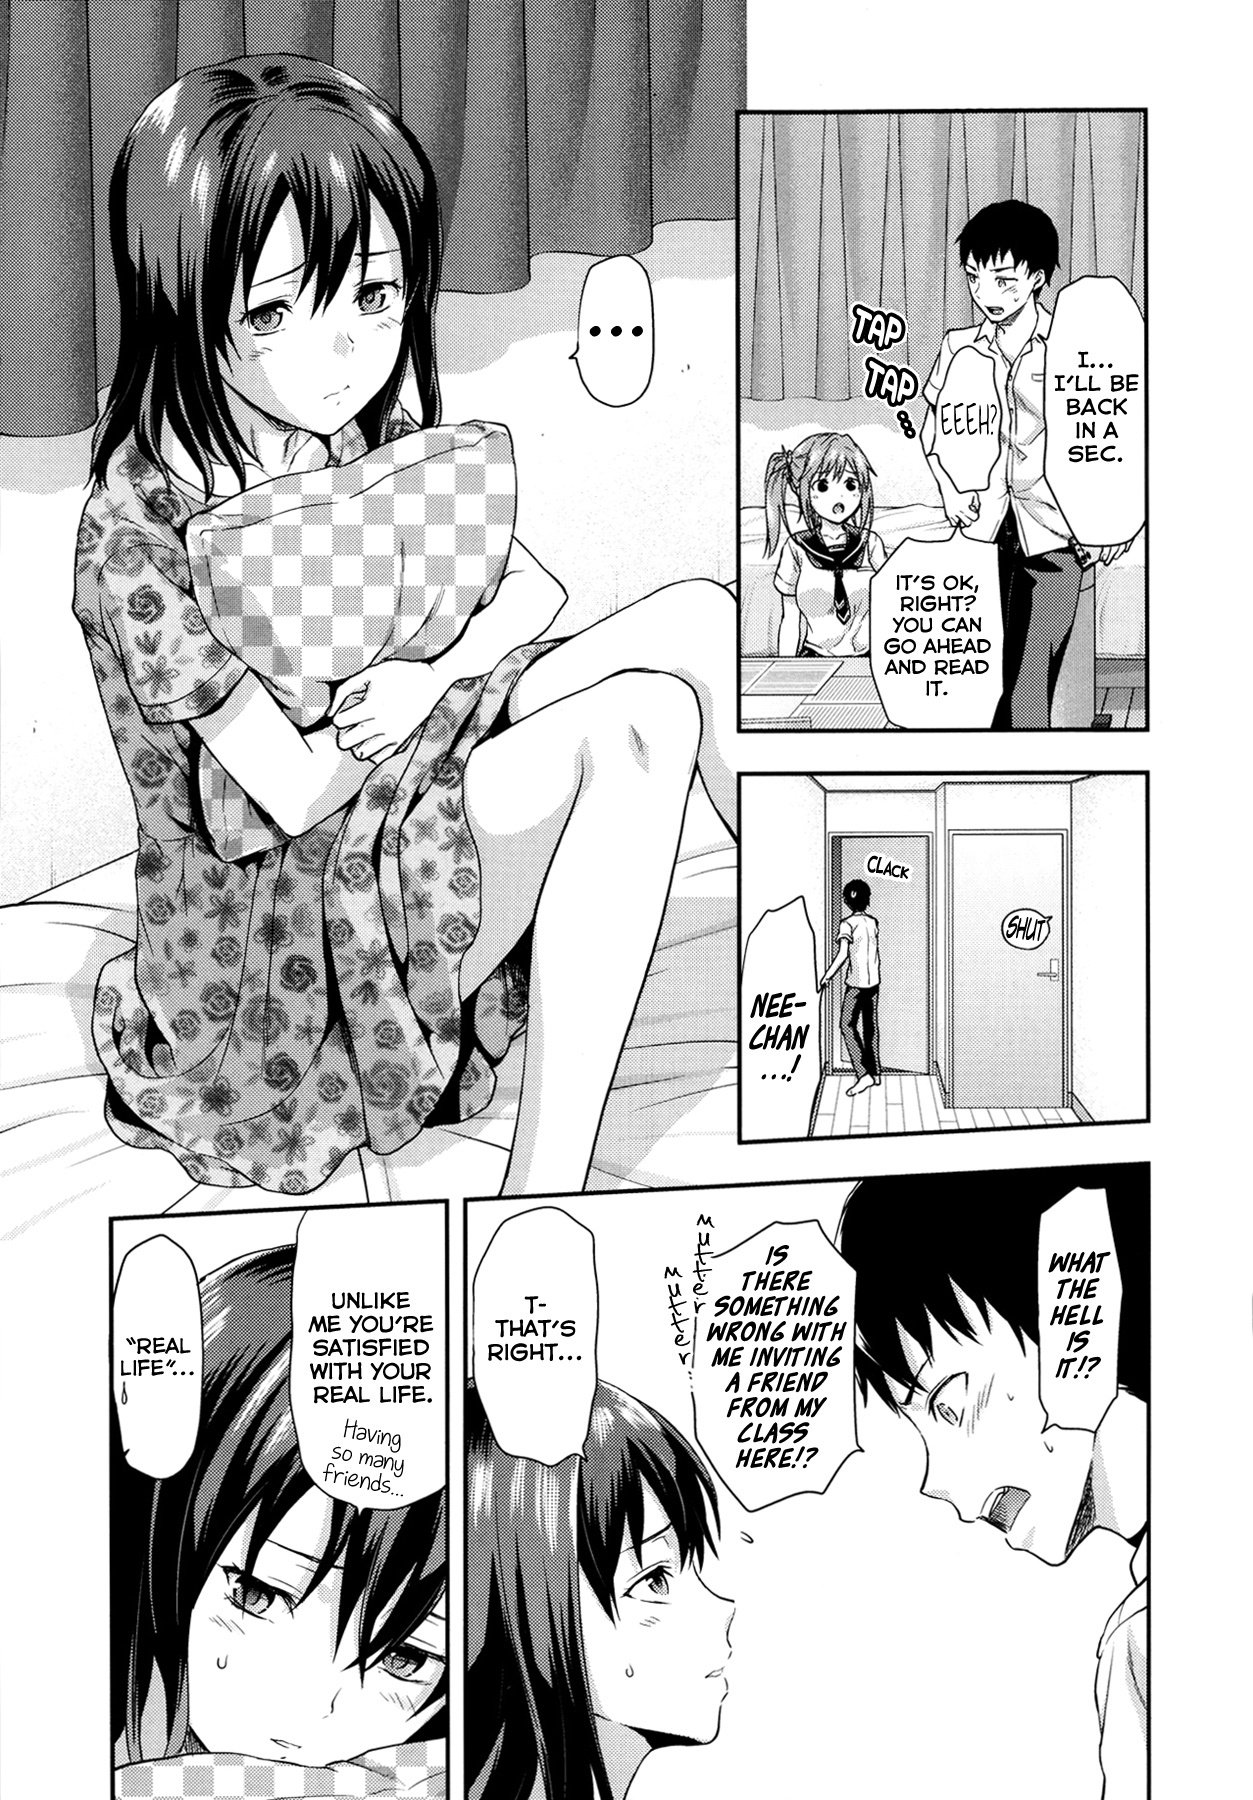 I...
I'LL BE
BACK
IN A
SEC.
EEEH?
IT'S OK,
RIGHT?
YOU CAN
GO AHEAD
AND READ
IT.
TAP
TAP
...
SHUT
CLACK
NEE-
CHAN
...!
...
WHAT
THE
HELL
IS
IT!?
IS
THERE
SOMETHING
WRONG WITH
ME INVITING
A FRIEND
FROM MY
CLASS
HERE!?
mutter
mutter...
T-
THAT'S
RIGHT...
UNLIKE
ME YOU'RE
SATISFIED
WITH YOUR
REAL LIFE.
Having
so many
friends...
"REAL
LIFE"...